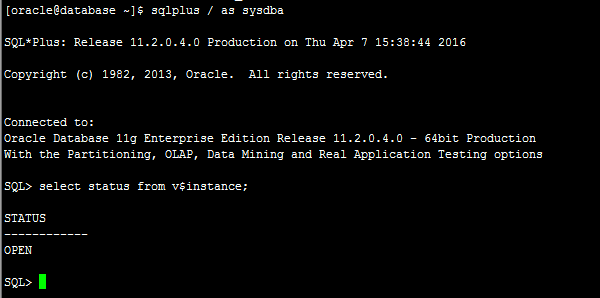 [oracle@database ~]$ sqlplus / as sysdba
SQL*Plus: Release 11.2.0.4.0 Production on Thu Apr 7 15:38:44 2016
Copyright (c) 1982, 2013, Oracle.  All rights reserved.
Connected to:
Oracle Database 11g Enterprise Edition Release 11.2.0.4.0 - 64bit Production
With the Partitioning, OLAP, Data Mining and Real Application Testing options
SQL> select status from v$instance;
STATUS
------------
OPEN
SQL>